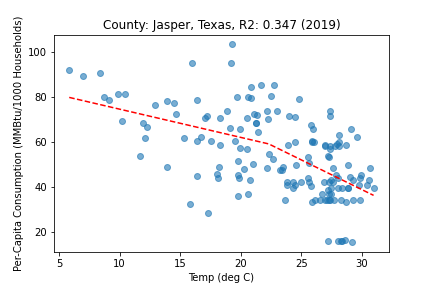 County: Jasper, Texas, R2: 0.347 (2019)
Per-Capita Consumption (MMBtu/1000 Households)
100
80
60
40
20
5 10 15 20 25 30
Temp (deg C)